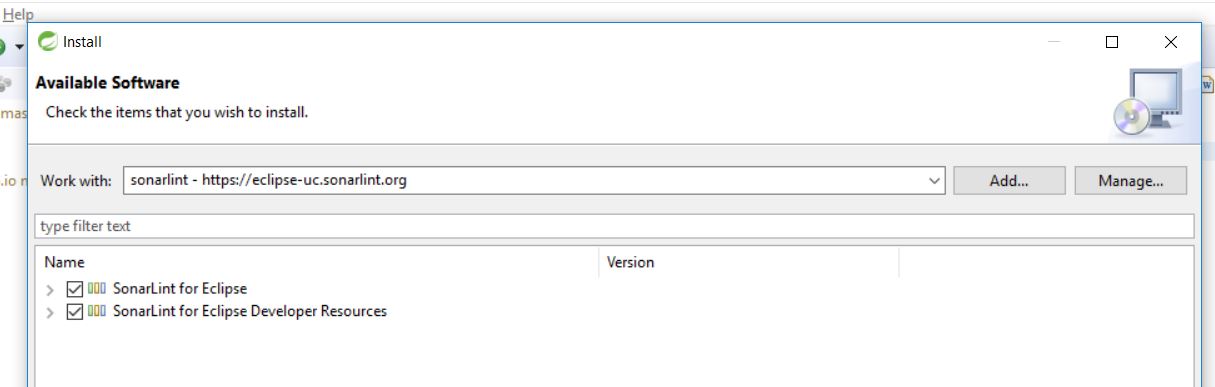 Help
Install
Available Software
Check the items that you wish to install.
mas
.io
Work with: sonarlint - https://eclipse-uc.sonarlint.org Add... Manage...
type filter text
Name Version
SonarLint for Eclipse
SonarLint for Eclipse Developer Resources